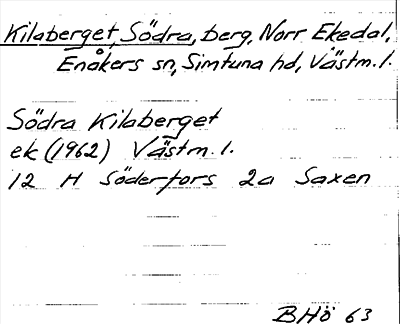 Kilaberget, Södra, berg, Norr Ekedal,
Enåkers sn, Simtuna hd, Västm. l.
Södra Kilaberget
ek (1962) Västm. l.
12 H Söderfors 2a Saxen
BHö 63